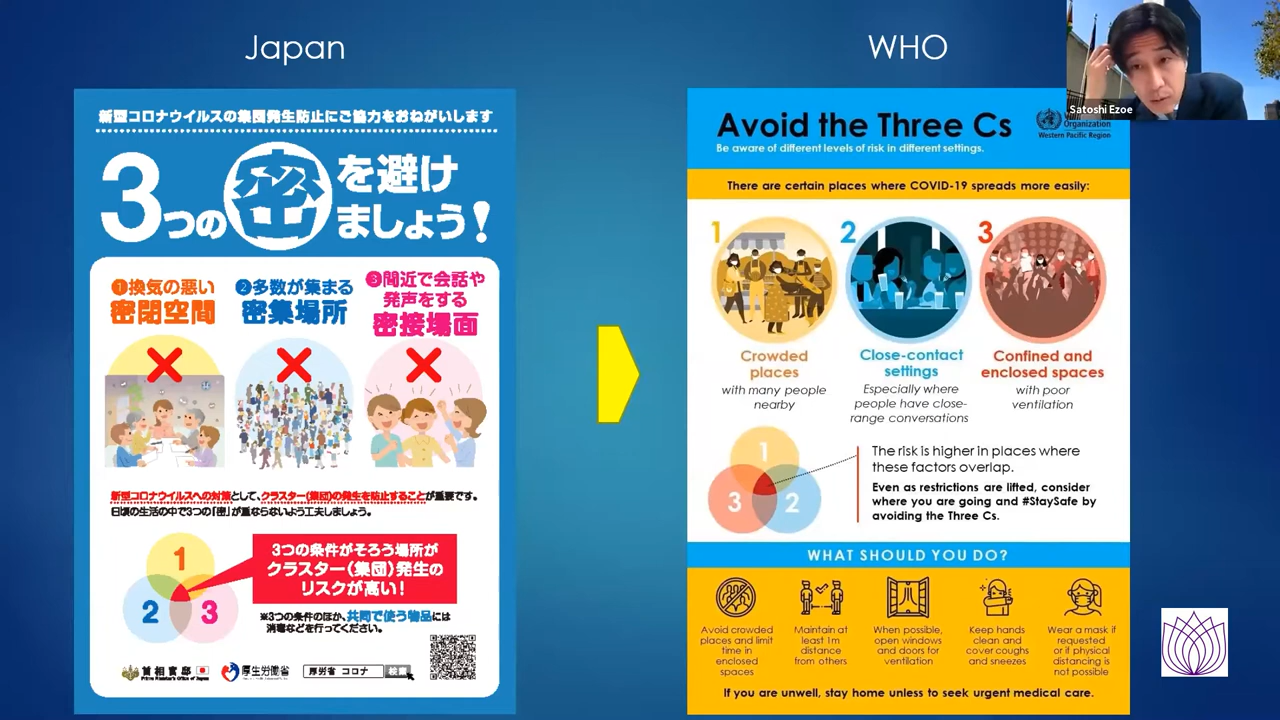 Japan
新型コロナウイルスの集団発生防止にご協力をおねがいします
3つの密を避けましょう!
❶換気の悪い
密閉空間
❷多数が集まる
密集場所
❸間近で会話や
発声をする
密接場面
新型コロナウイルスへの対策として、クラスター(集団)の発生を防止することが重要です。
日頃の生活の中で3つの「密」が重ならないよう工夫しましょう。
1
2
3
3つの条件がそろう場所が
クラスター(集団)発生の
リスクが高い!
※3つの条件のほか、共同で使う物品には
消毒などを行ってください。
首相官邸
Prime Minister's Office of Japan
厚生労働省
厚労省 コロナ 検索
WHO
Avoid the Three Cs
Be aware of different levels of risk in different settings.
Organization
Western Pacific Region
There are certain places where COVID-19 spreads more easily:
1
2
3
Crowded
places
with many people
nearby
Close-contact
settings
Especially where
people have close-
range conversations
Confined and
enclosed spaces
with poor
ventilation
1
3
2
The risk is higher in places where
these factors overlap.
Even as restrictions are lifted, consider
where you are going and #StaySafe by
avoiding the Three Cs.
WHAT SHOULD YOU DO?
Avoid crowded
places and limit
time in
enclosed
spaces
Maintain at
least 1m
distance
from others
When possible,
open windows
and doors for
ventilation
Keep hands
clean and
cover coughs
and sneezes
Wear a mask if
requested
or if physical
distancing is
not possible
If you are unwell, stay home unless to seek urgent medical care.
Satoshi Ezoe